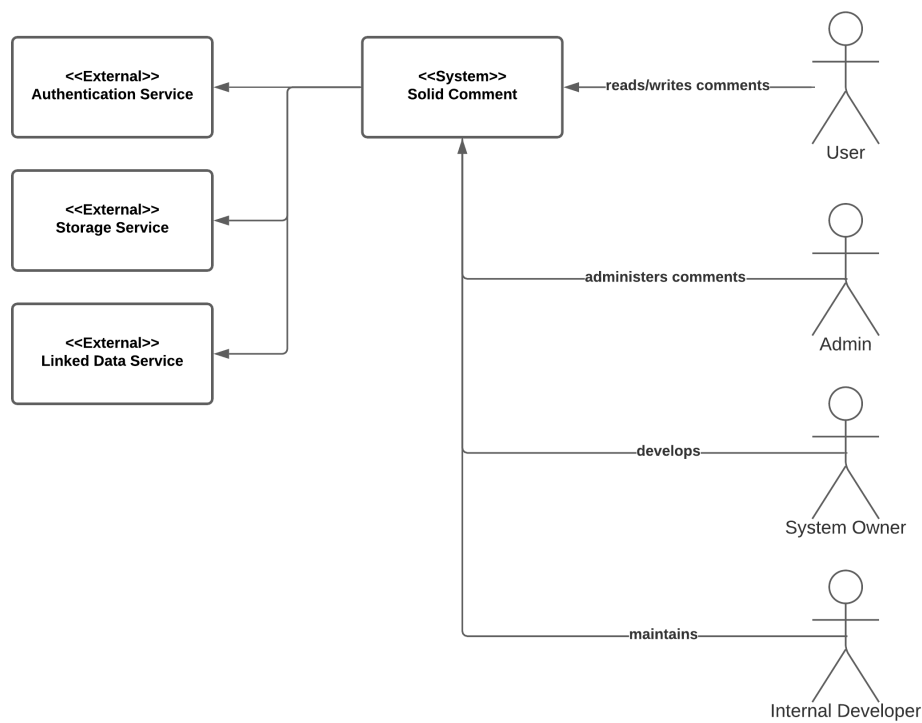 <<External>>
Authentication Service
<<System>>
Solid Comment
reads/writes comments
User
<<External>>
Storage Service
administers comments
Admin
<<External>>
Linked Data Service
develops
System Owner
maintains
Internal Developer